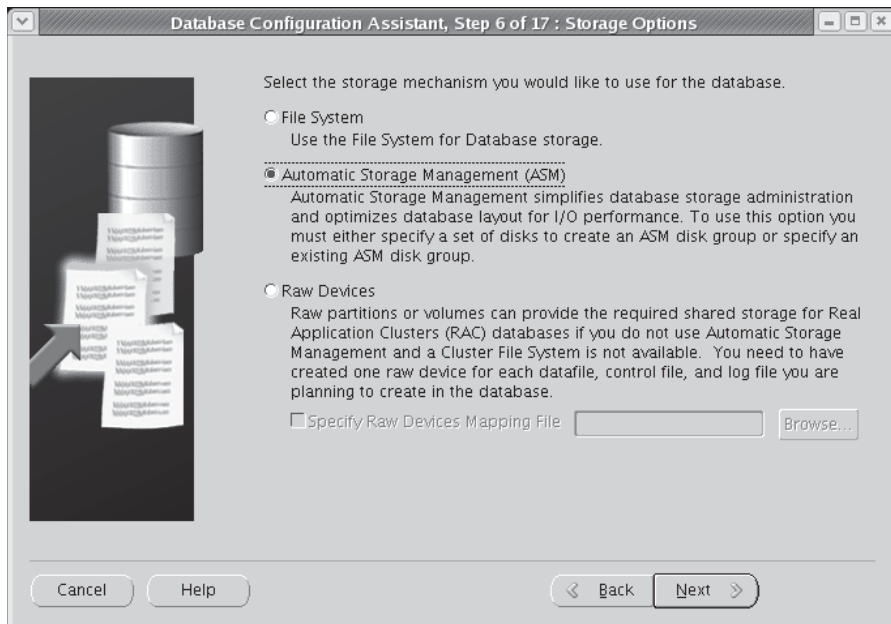 Database Configuration Assistant, Step 6 of 17 : Storage Options
Select the storage mechanism you would like to use for the database.
File System
Use the File System for Database storage.
Automatic Storage Management (ASM)
Automatic Storage Management simplifies database storage administration
and optimizes database layout for I/O performance. To use this option you
must either specify a set of disks to create an ASM disk group or specify an
existing ASM disk group.
Raw Devices
Raw partitions or volumes can provide the required shared storage for Real
Application Clusters (RAC) databases if you do not use Automatic Storage
Management and a Cluster File System is not available. You need to have
created one raw device for each datafile, control file, and log file you are
planning to create in the database.
Specify Raw Devices Mapping File
Browse...
Cancel
Help
Back
Next